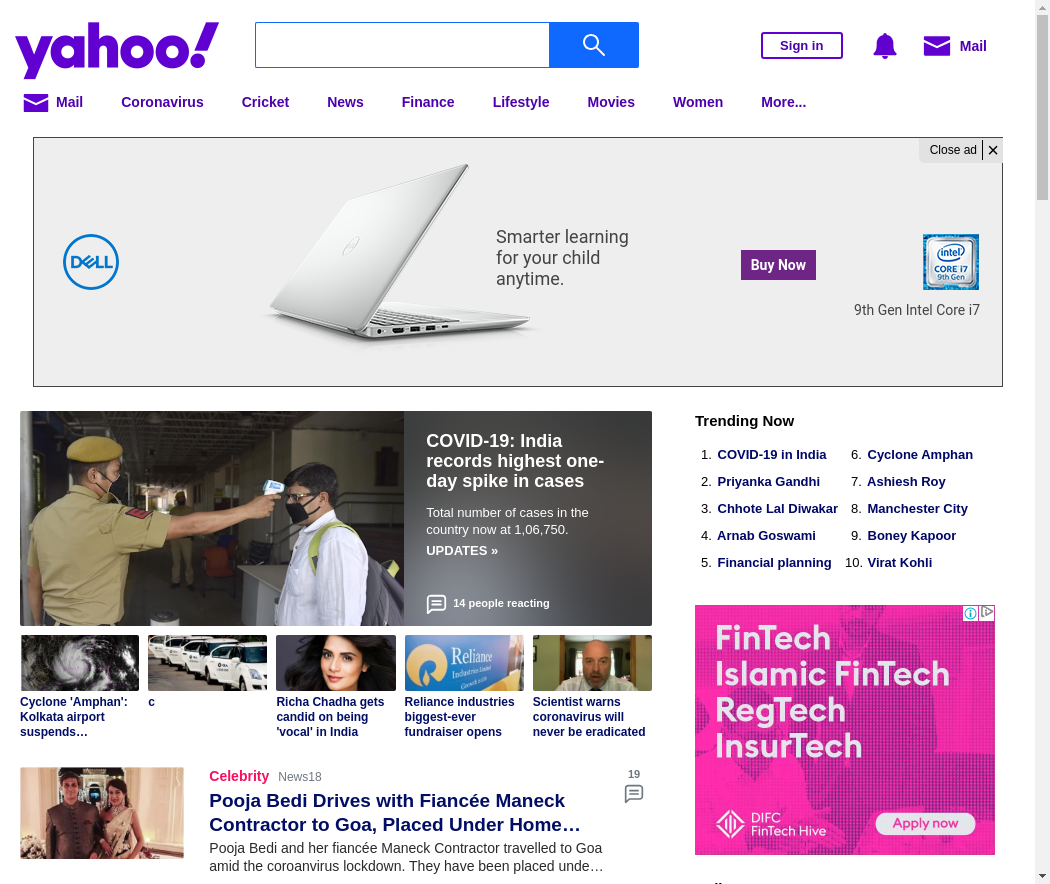 yahoo!
Sign in
Mail
Mail
Coronavirus
Cricket
News
Finance
Lifestyle
Movies
Women
More...
Close ad
DELL
Smarter learning
for your child
anytime.
Buy Now
intel
CORE i7
9th Gen
9th Gen Intel Core i7
COVID-19: India
records highest one-
day spike in cases
Total number of cases in the
country now at 1,06,750.
UPDATES »
14 people reacting
Cyclone 'Amphan':
Kolkata airport
suspends…
c
Richa Chadha gets
candid on being
'vocal' in India
Reliance
Industries Limited
Reliance industries
biggest-ever
fundraiser opens
Scientist warns
coronavirus will
never be eradicated
Celebrity News18
19
Pooja Bedi Drives with Fiancée Maneck
Contractor to Goa, Placed Under Home…
Pooja Bedi and her fiancée Maneck Contractor travelled to Goa
amid the coroanvirus lockdown. They have been placed unde…
Trending Now
1. COVID-19 in India
2. Priyanka Gandhi
3. Chhote Lal Diwakar
4. Arnab Goswami
5. Financial planning
6. Cyclone Amphan
7. Ashiesh Roy
8. Manchester City
9. Boney Kapoor
10. Virat Kohli
FinTech
Islamic FinTech
RegTech
InsurTech
DIFC
FinTech Hive
Apply now